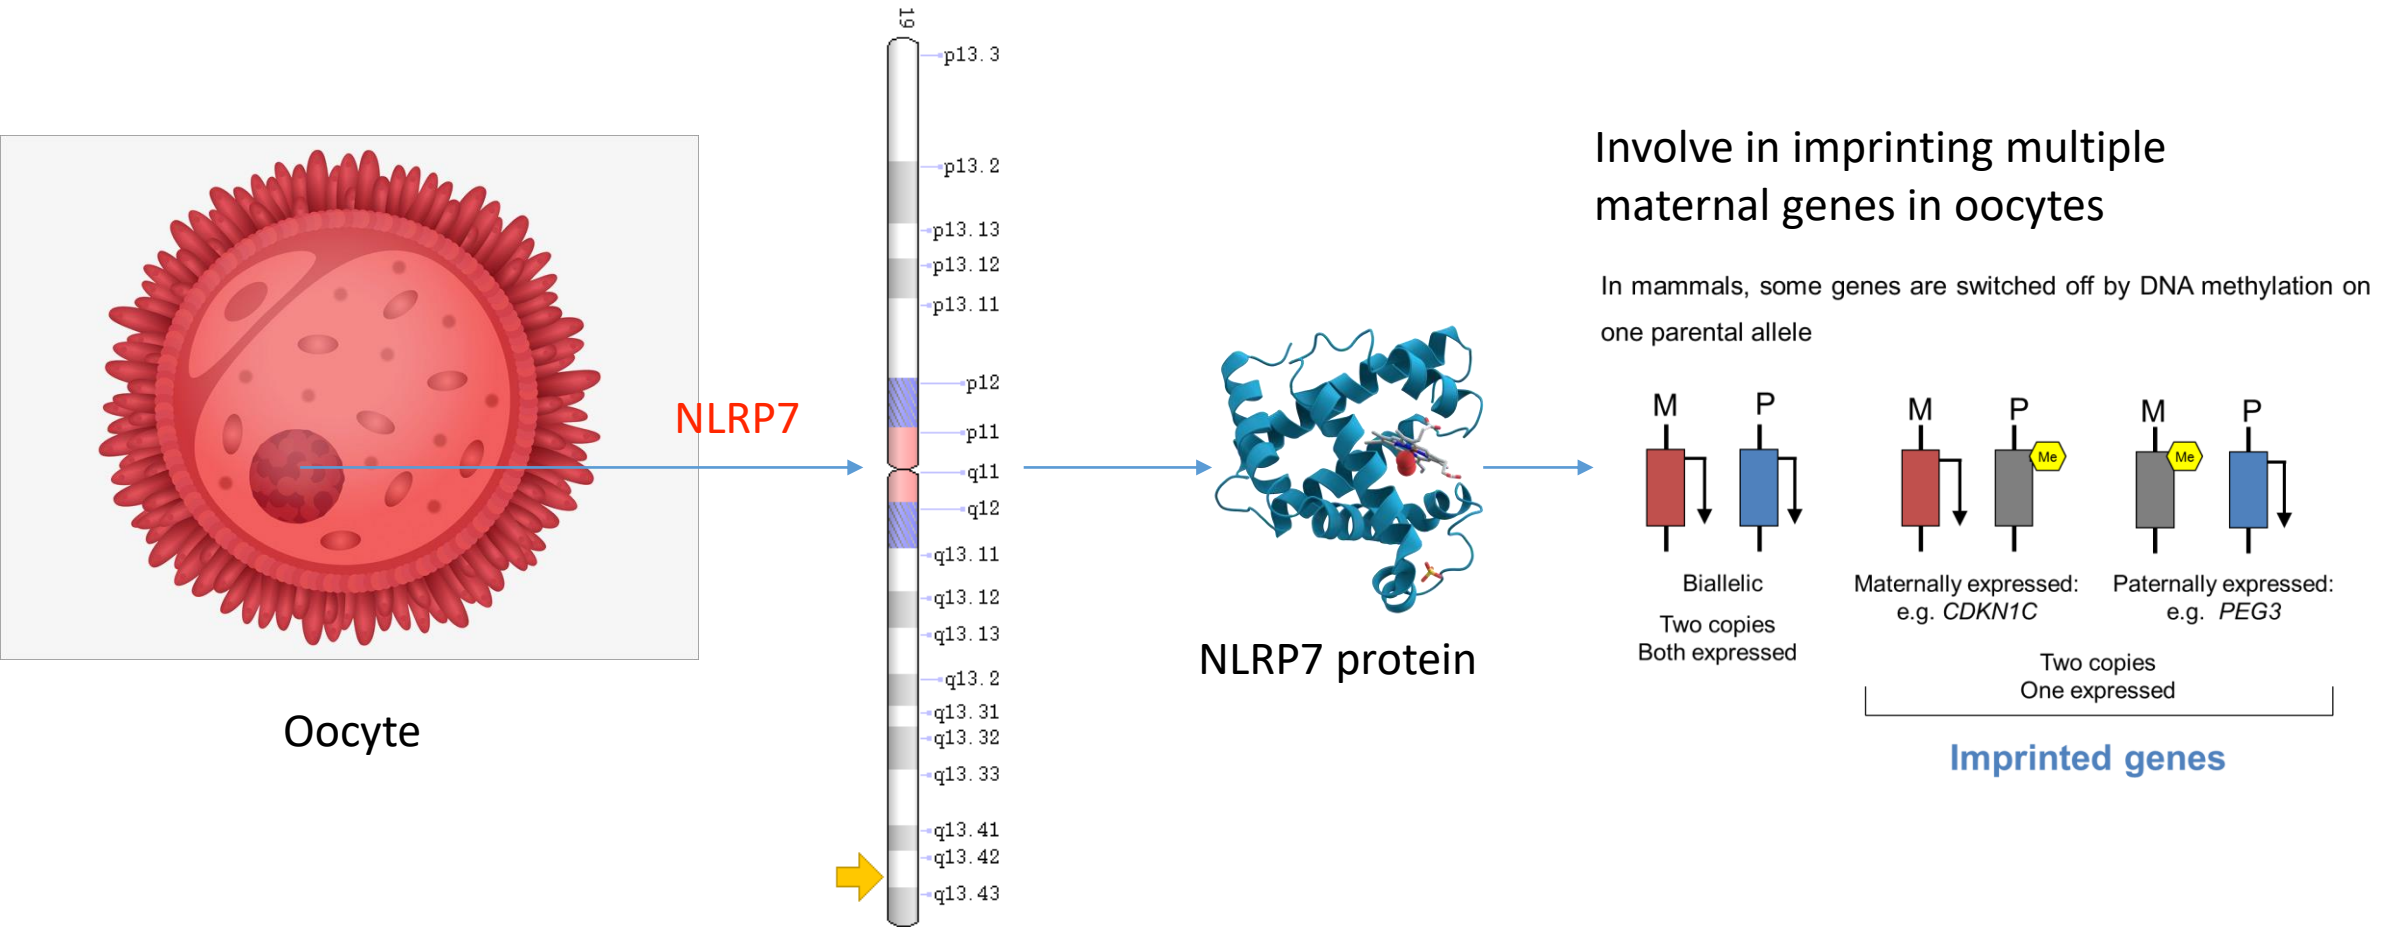 Oocyte
NLRP7
19
p13.3
p13.2
p13.13
p13.12
p13.11
p12
p11
q11
q12
q13.11
q13.12
q13.13
q13.2
q13.31
q13.32
q13.33
q13.41
q13.42
q13.43
NLRP7 protein
Involve in imprinting multiple
maternal genes in oocytes
In mammals, some genes are switched off by DNA methylation on
one parental allele
M P M P M P
Me Me
Biallelic
Two copies
Both expressed
Maternally expressed:
e.g. CDKN1C
Paternally expressed:
e.g. PEG3
Two copies
One expressed
Imprinted genes